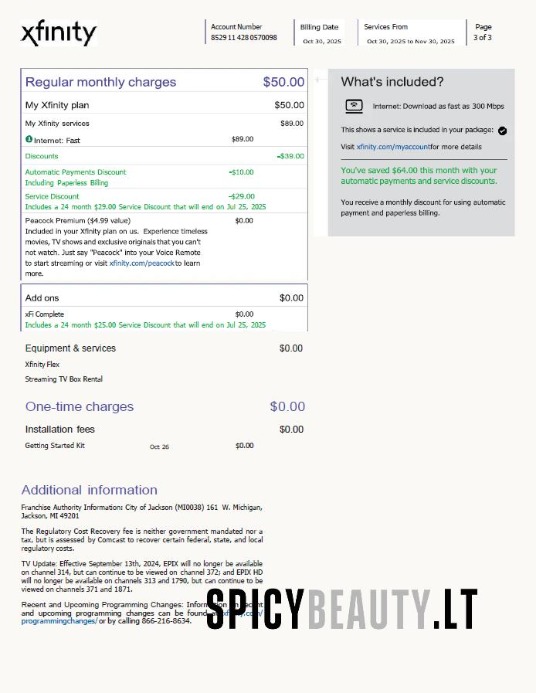 xfinity
Account Number
8529 11 428 0570098
Billing Date
Oct 30, 2025
Services From
Oct 30, 2025 to Nov 30, 2025
Page
3 of 3
Regular monthly charges $50.00
My Xfinity plan $50.00
My Xfinity services $89.00
Internet: Fast $89.00
Discounts -$39.00
Automatic Payments Discount -$10.00
Including Paperless Billing
Service Discount -$29.00
Includes a 24 month $29.00 Service Discount that will end on Jul 25, 2025
Peacock Premium ($4.99 value) $0.00
Included in your Xfinity plan on us. Experience timeless
movies, TV shows and exclusive originals that you can't
not watch. Just say "Peacock" into your Voice Remote
to start streaming or visit xfinity.com/peacock to learn
more.
Add ons $0.00
xFi Complete $0.00
Includes a 24 month $25.00 Service Discount that will end on Jul 25, 2025
Equipment & services $0.00
Xfinity Flex
Streaming TV Box Rental
One-time charges $0.00
Installation fees $0.00
Getting Started Kit Oct 26 $0.00
What's included?
Internet: Download as fast as 300 Mbps
This shows a service is included in your package:
Visit xfinity.com/myaccount for more details
You've saved $64.00 this month with your
automatic payments and service discounts.
You receive a monthly discount for using automatic
payment and paperless billing.
Additional information
Franchise Authority Information: City of Jackson (MI0038) 161 W. Michigan,
Jackson, MI 49201
The Regulatory Cost Recovery fee is neither government mandated nor a
tax, but is assessed by Comcast to recover certain federal, state, and local
regulatory costs.
TV Update: Effective September 13th, 2024, EPIX will no longer be available
on channel 314, but can continue to be viewed on channel 372; and EPIX HD
will no longer be available on channels 313 and 1790, but can continue to be
viewed on channels 371 and 1871.
Recent and Upcoming Programming Changes: Information on recent
and upcoming programming changes can be found at xfinity.com/
programmingchanges/ or by calling 866-216-8634.
SPICYBEAUTY.LT